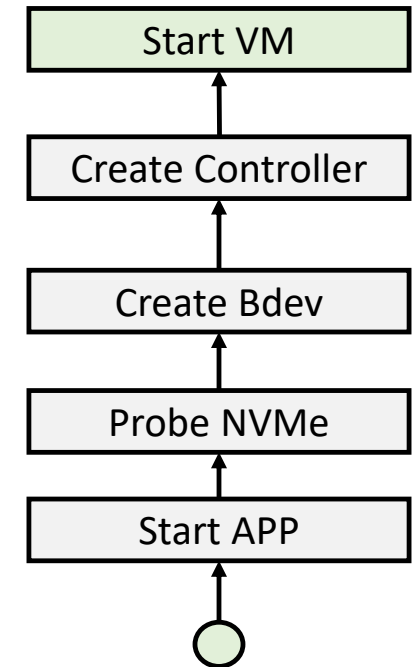 Start VM
Create Controller
Create Bdev
Probe NVMe
Start APP